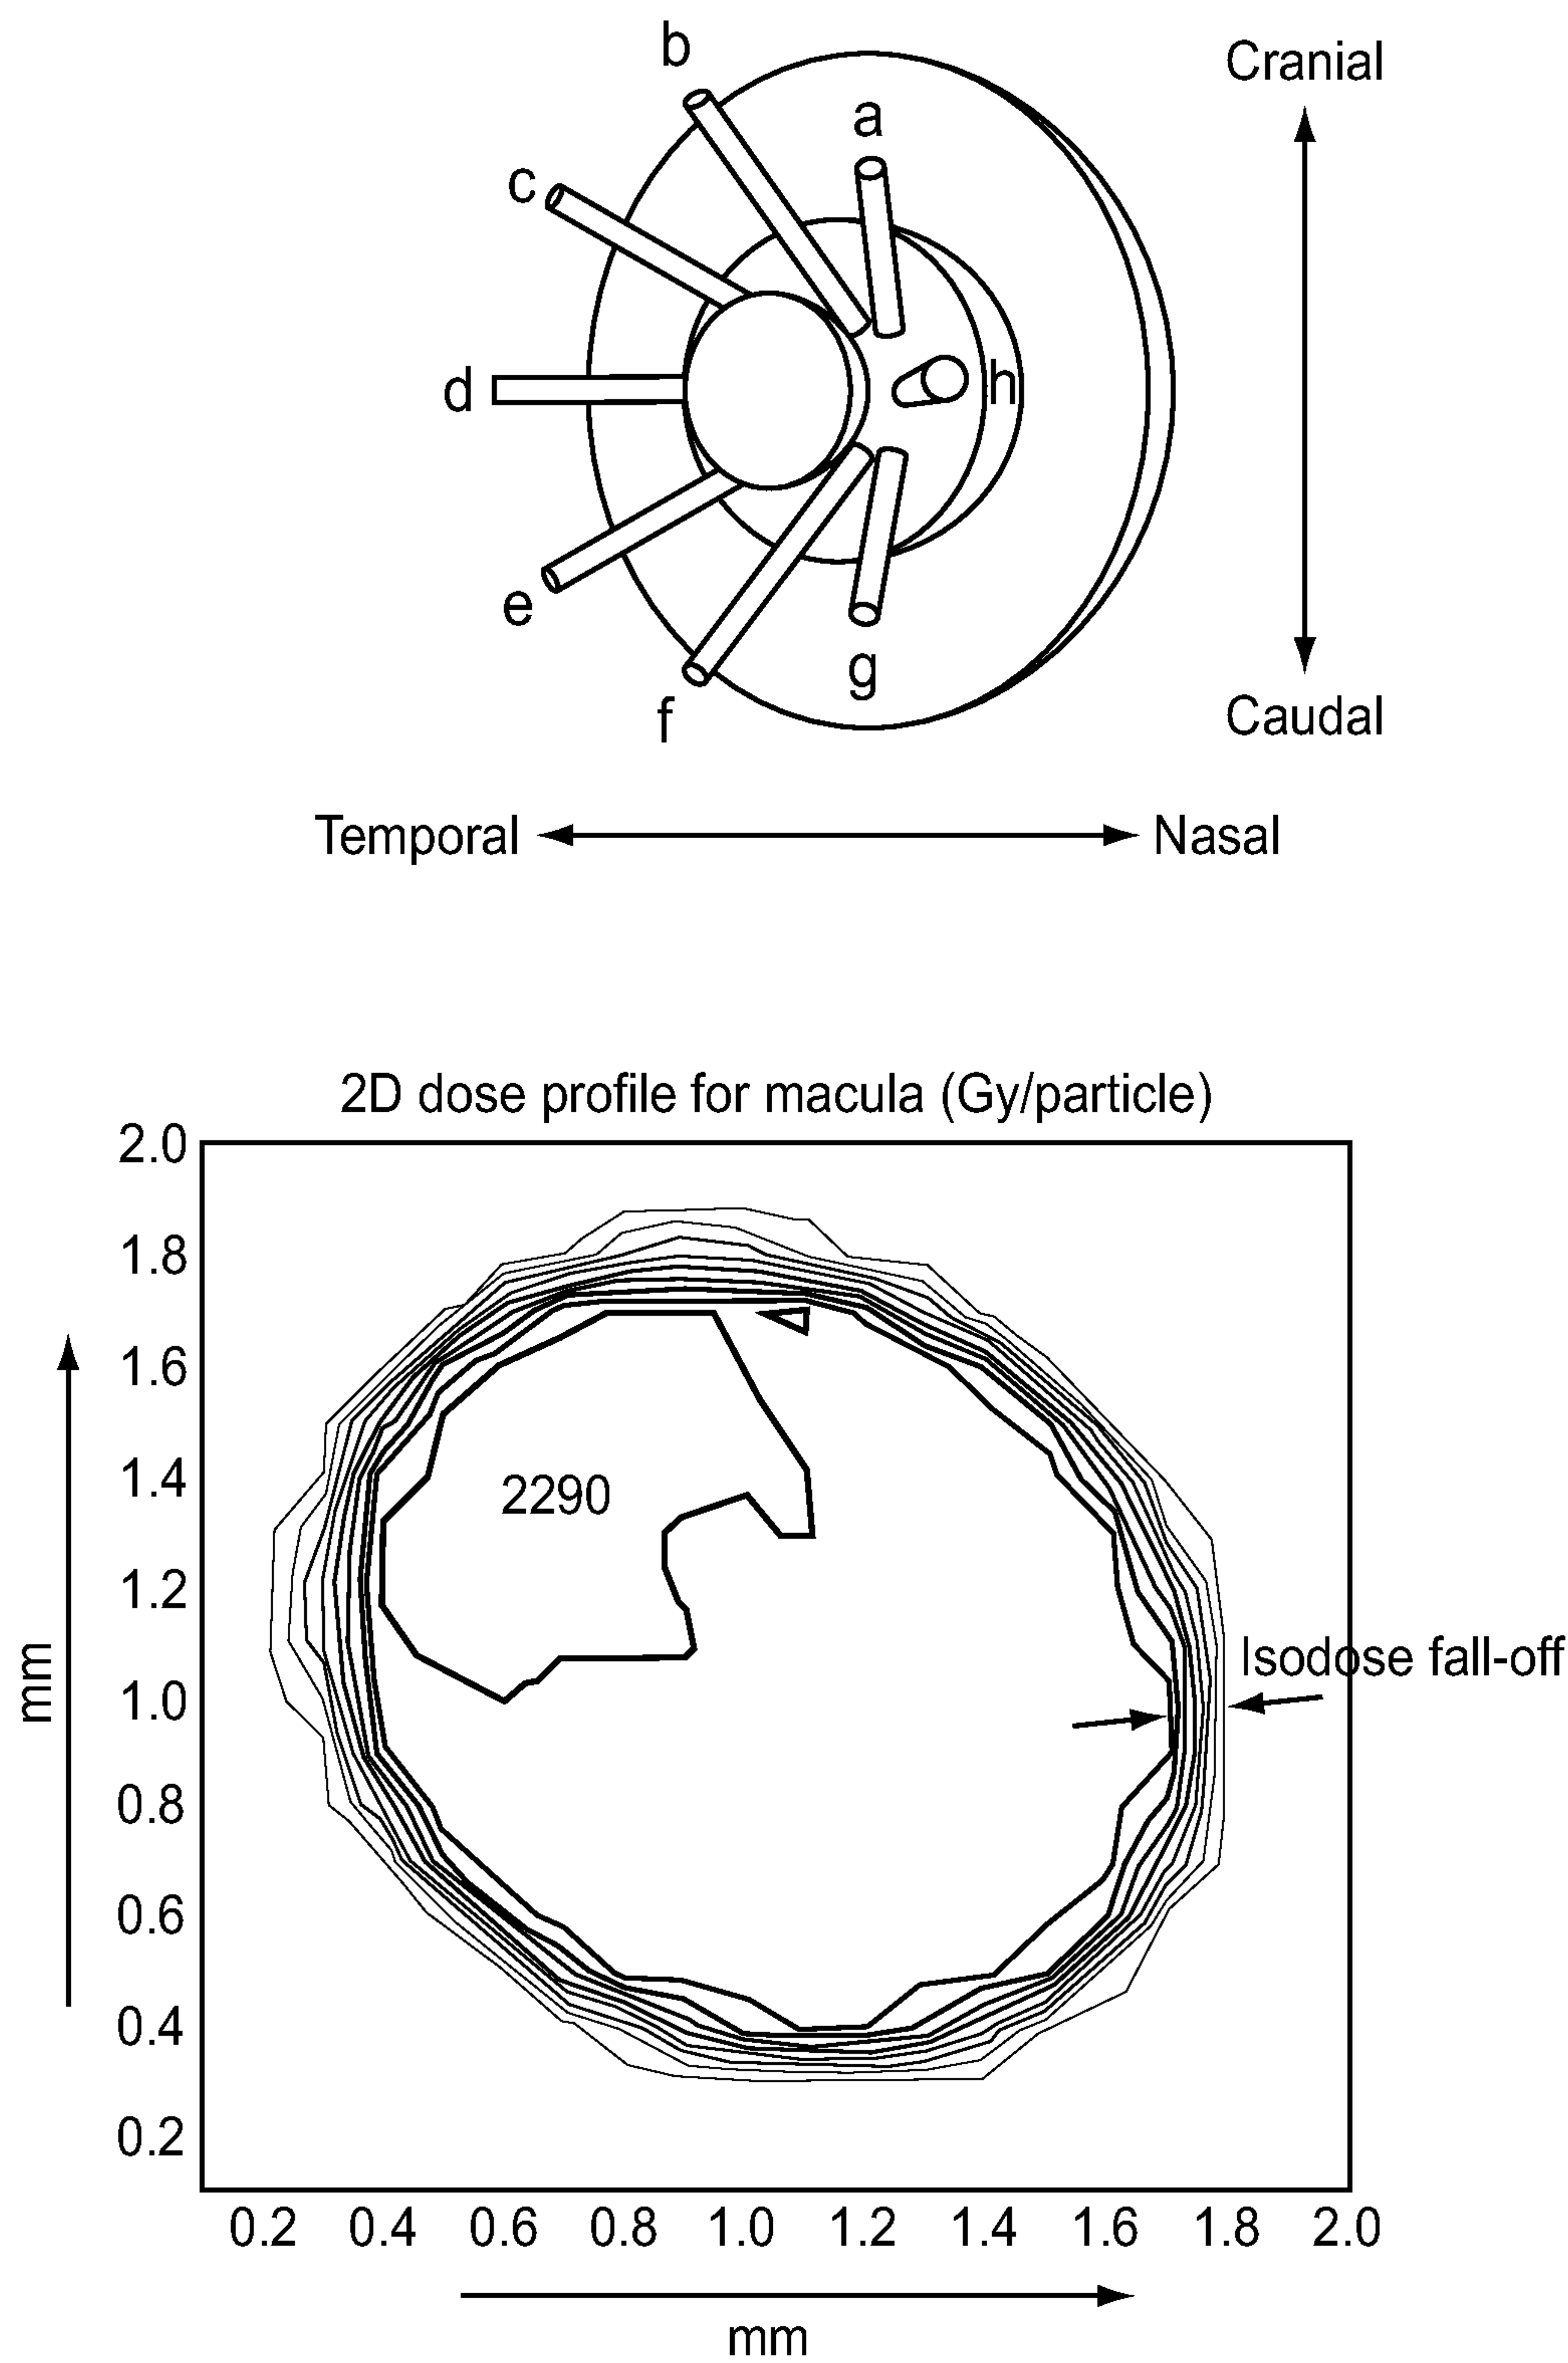 b
Cranial
a
c
d
h
e
g
f
Caudal
Temporal
Nasal
2D dose profile for macula (Gy/particle)
2.0
1.8
1.6
1.4
2290
1.2
Isodose fall-off
mm
1.0
0.8
0.6
0.4
0.2
0.2 0.4 0.6 0.8 1.0 1.2 1.4 1.6 1.8 2.0
mm